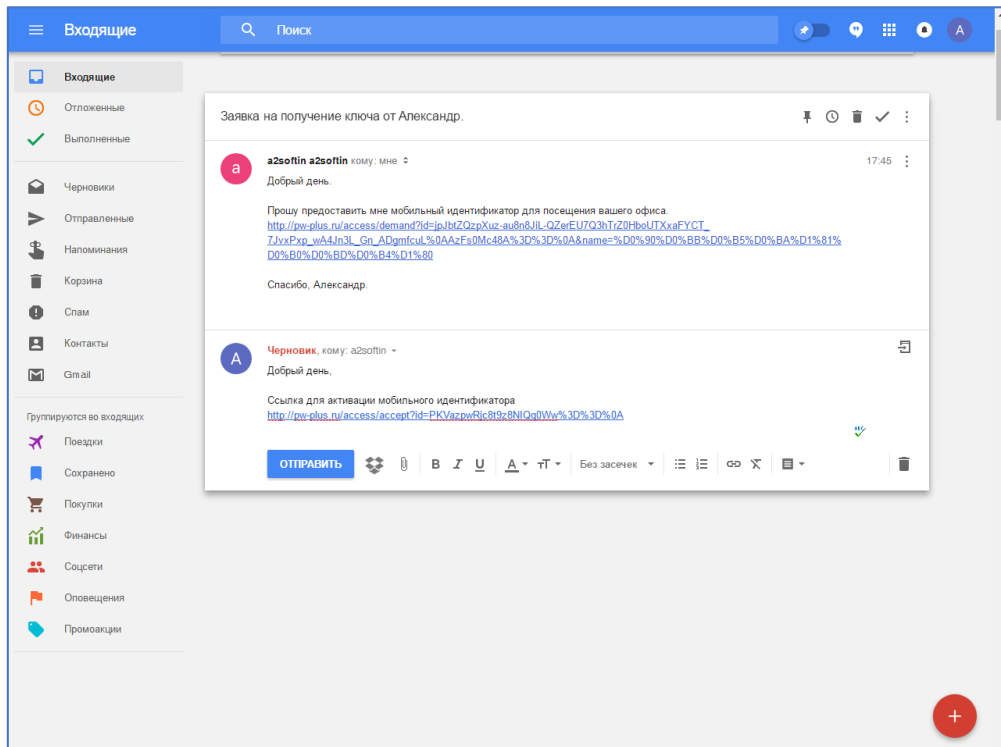 Входящие
Поиск
A
Входящие
Отложенные
Выполненные
Черновики
Отправленные
Напоминания
Корзина
Спам
Контакты
Gmail
Группируются во входящих
Поездки
Сохранено
Покупки
Финансы
Соцсети
Оповещения
Промоакции
Заявка на получение ключа от Александр.
a
a2softin a2softin кому: мне
17:45
Добрый день.
Прошу предоставить мне мобильный идентификатор для посещения вашего офиса.
http://pw-plus.ru/access/demand?id=jpJbtZQzpXuz-au8n8JiL-QZerEU7Q3hTrZ0HboUTXxaFYCT_
7JvxPxp_wA4Jn3L_Gn_ADgmfcuL%0AAzFs0Mc48A%3D%3D%0A&name=%D0%90%D0%BB%D0%B5%D0%BA%D1%81%
D0%B0%D0%BD%D0%B4%D1%80
Спасибо, Александр.
A
Черновик, кому: a2softin
Добрый день,
Ссылка для активации мобильного идентификатора
http://pw-plus.ru/access/accept?id=PKVazpwRjc8t9z8NIQq0Ww%3D%3D%0A
ОТПРАВИТЬ
B I U A тТ Без засечек